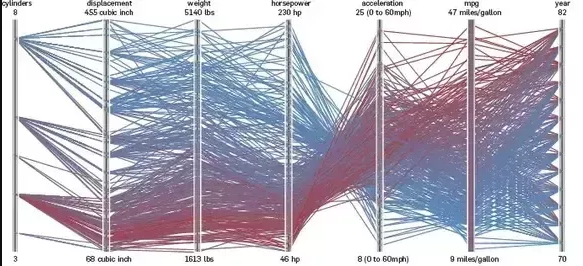 cylinders displacement weight horsepower acceleration mpg year
8 455 cubic inch 5140 lbs 230 hp 25 (0 to 60mph) 47 miles/gallon 82
3 68 cubic inch 1613 lbs 46 hp 8 (0 to 60mph) 9 miles/gallon 70